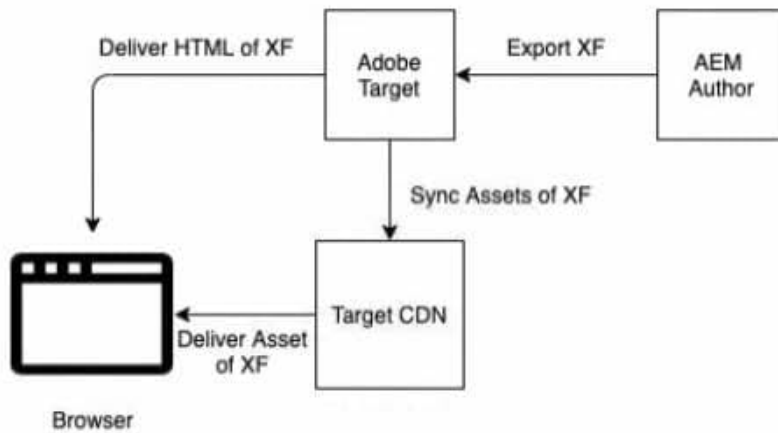 Deliver HTML of XF
Adobe
Target
Export XF
AEM
Author
Sync Assets of XF
Target CDN
Deliver Asset
of XF
Browser